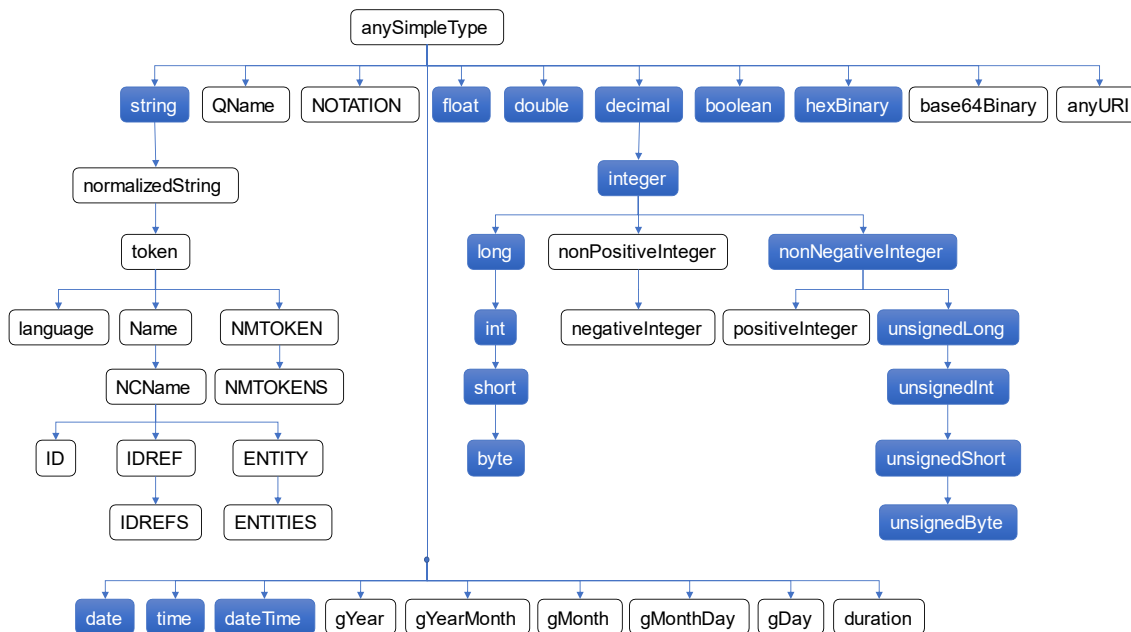 anySimpleType
string QName NOTATION float double decimal boolean hexBinary base64Binary anyURI
normalizedString integer
token long nonPositiveInteger nonNegativeInteger
language Name NMTOKEN int negativeInteger positiveInteger unsignedLong
NCName NMTOKENS short unsignedInt
ID IDREF ENTITY byte unsignedShort
IDREFS ENTITIES unsignedByte
date time dateTime gYear gYearMonth gMonth gMonthDay gDay duration